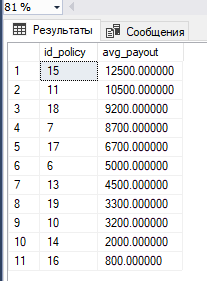 81 %
Результаты Сообщения
id_policy avg_payout
1 15 12500.000000
2 11 10500.000000
3 18 9200.000000
4 7 8700.000000
5 17 6700.000000
6 6 5000.000000
7 13 4500.000000
8 19 3300.000000
9 10 3200.000000
10 14 2000.000000
11 16 800.000000